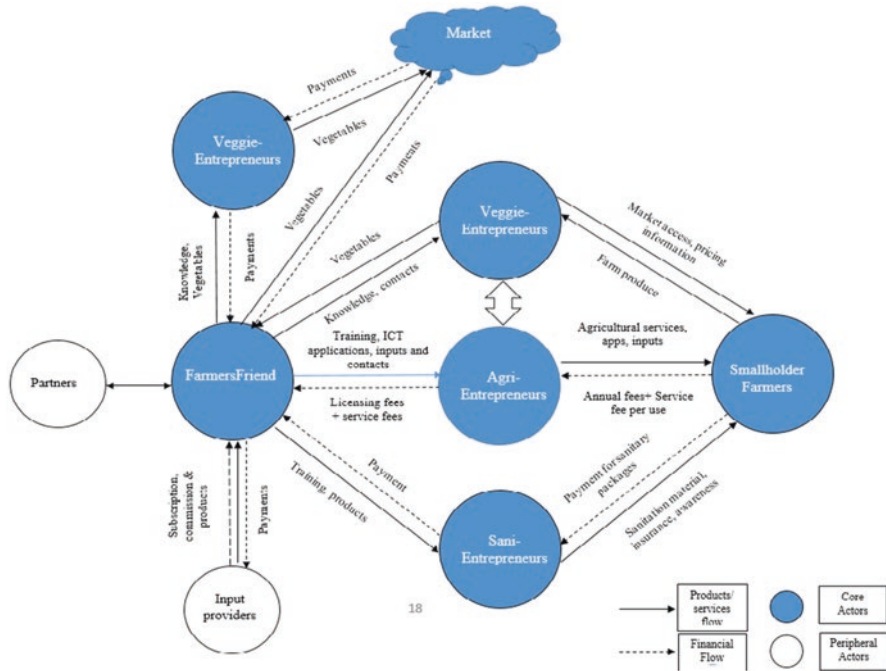 Market
Payments
Vegetables
Veggie-
Entrepreneurs
Vegetables
Payments
Veggie-
Entrepreneurs
Market access, pricing
information
Farm produce
Knowledge,
Vegetables
Payments
Vegetables
Knowledge, contacts
Training, ICT
applications, inputs and
contacts
Agricultural services,
apps, inputs
Partners
FarmersFriend
Agri-
Entrepreneurs
Smallholder
Farmers
Licensing fees
+ service fees
Annual fees+ Service
fee per use
Subscription,
commission &
products
Payments
Payment
Training, products
Payment for sanitary
packages
Sanitation material,
insurance, awareness
Sani-
Entrepreneurs
Input
providers
18
Products/
services
flow
Core
Actors
Financial
Flow
Peripheral
Actors